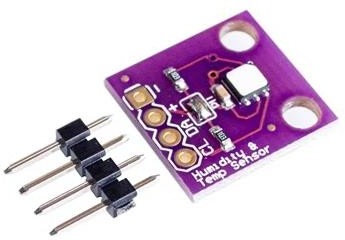 -
+
DA
CL
Humidity &
Temp Sensor